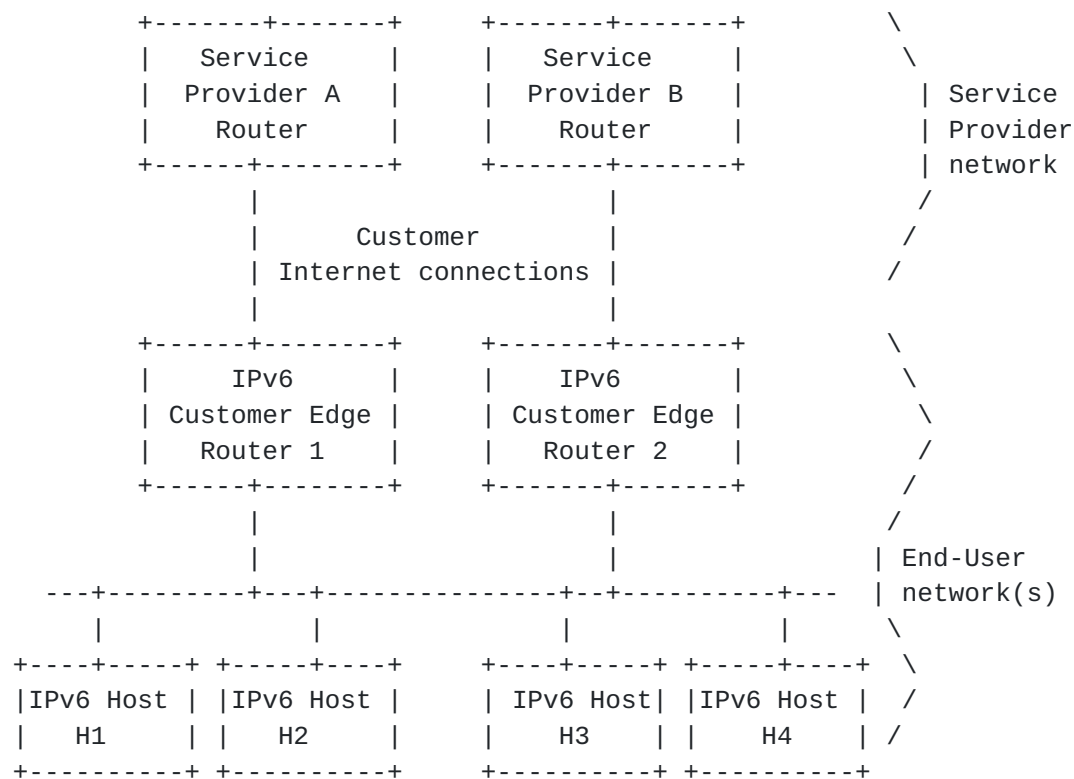 Service Service
Provider A Provider B | Service
Router Router | Provider
| network
Customer
Internet connections
IPv6 IPv6
Customer Edge Customer Edge
Router 1 Router 2
End-User
network(s)
IPv6 Host IPv6 Host IPv6 Host IPv6 Host
H1 H2 H3 H4